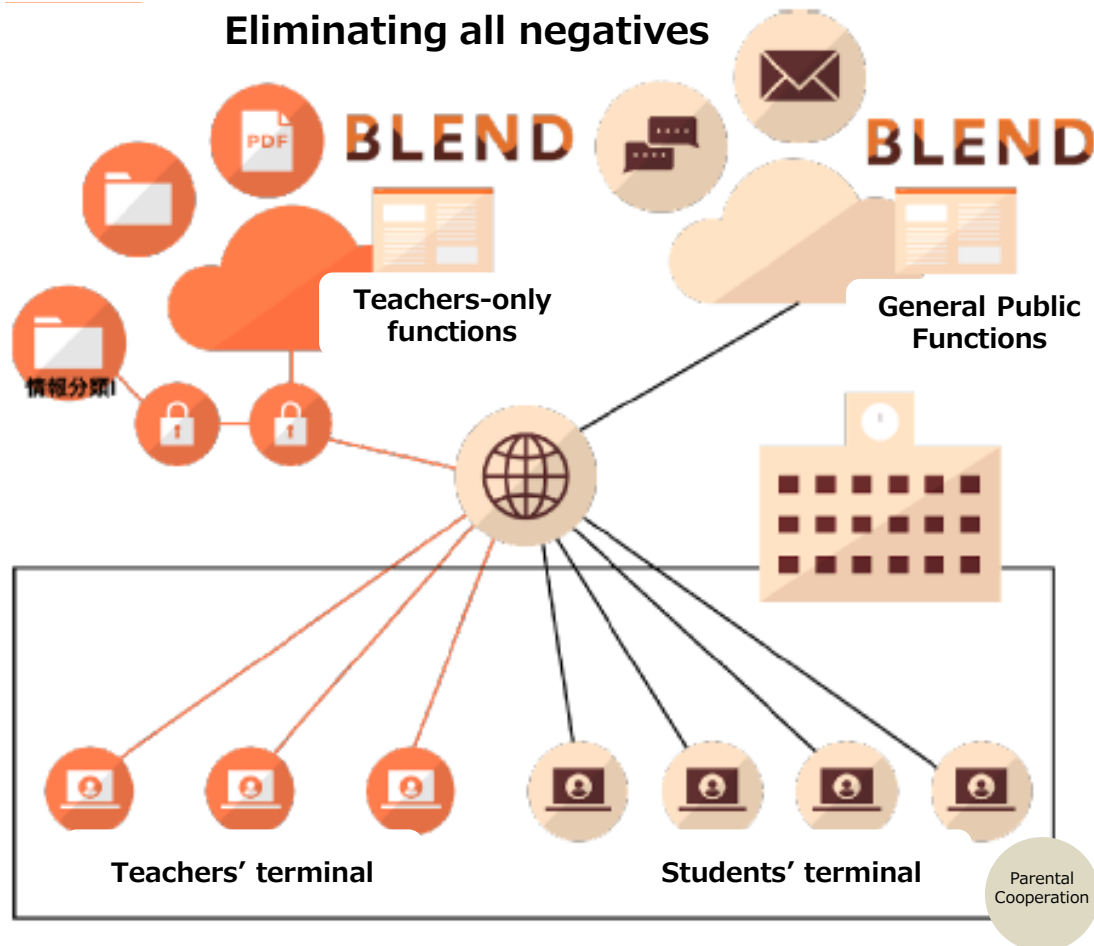 Eliminating all negatives
PDF
BLEND
BLEND
Teachers-only
functions
General Public
Functions
情報分類I
Teachers’ terminal
Students’ terminal
Parental
Cooperation